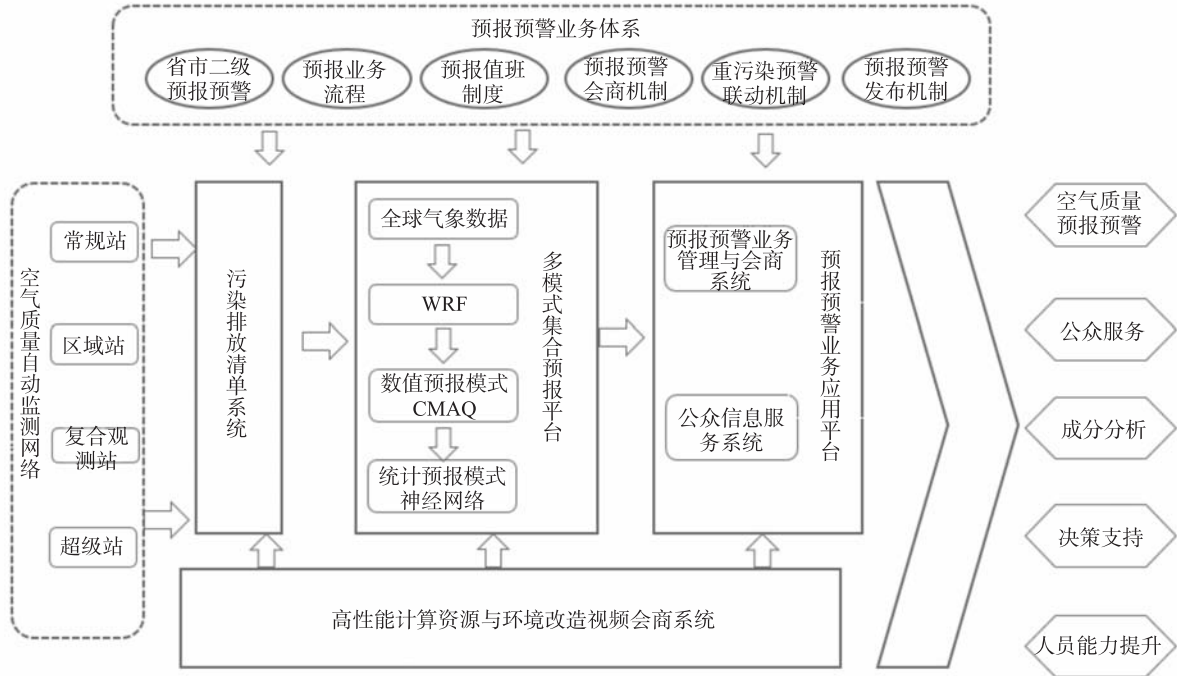 预报预警业务体系
省市二级
预报预警
预报业务
流程
预报值班
制度
预报预警
会商机制
重污染预警
联动机制
预报预警
发布机制
空气质量自动监测网络
常规站
区域站
复合观
测站
超级站
污染排放清单系统
全球气象数据
WRF
数值预报模式
CMAQ
统计预报模式
神经网络
多模式集合预报平台
预报预警业务
管理与会商
系统
公众信息服
务系统
预报预警业务应用平台
高性能计算资源与环境改造视频会商系统
空气质量
预报预警
公众服务
成分分析
决策支持
人员能力提升